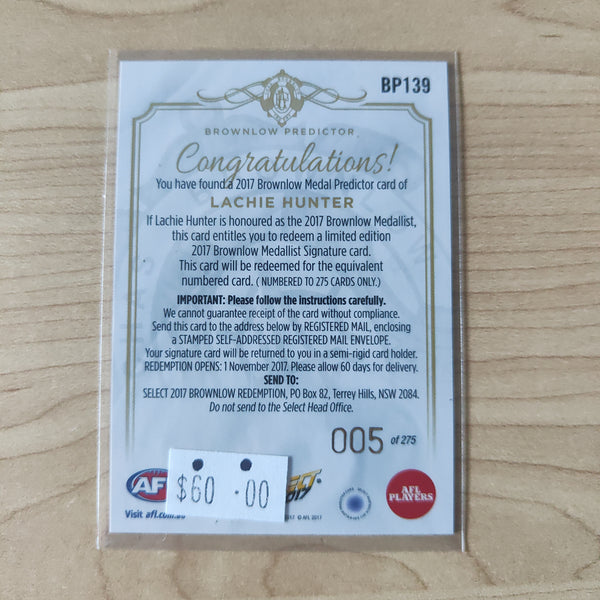 BP139
BROWNLOW PREDICTOR
Congratulations!
You have found a 2017 Brownlow Medal Predictor card of
LACHIE HUNTER
If Lachie Hunter is honoured as the 2017 Brownlow Medallist,
this card entitles you to redeem a limited edition
2017 Brownlow Medallist Signature card.
This card will be redeemed for the equivalent
numbered card. ( NUMBERED TO 275 CARDS ONLY.)
IMPORTANT: Please follow the instructions carefully.
We cannot guarantee receipt of the card without compliance.
Send this card to the address below by REGISTERED MAIL, enclosing
a STAMPED SELF-ADDRESSED REGISTERED MAIL ENVELOPE.
Your signature card will be returned to you in a semi-rigid card holder.
REDEMPTION OPENS: 1 November 2017. Please allow 60 days for delivery.
SEND TO:
SELECT 2017 BROWNLOW REDEMPTION, PO Box 82, Terrey Hills, NSW 2084.
Do not send to the Select Head Office.
005 of 275
AF
$60 .00
2017
AFL
PLAYERS
Visit afl.com.au
© AFL 2017